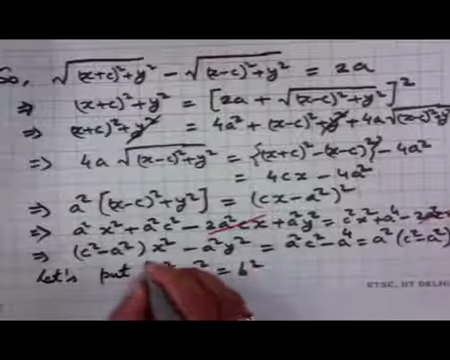 So, √((x+c)²+y²) - √((x-c)²+y²) = 2a
⇒ (x+c)²+y² = [2a + √((x-c)²+y²)]²
⇒ (x+c)²+y² = 4a² + (x-c)²+y² + 4a√((x-c)²+y
⇒ 4a √((x-c)²+y²) = {(x+c)²-(x-c)²} - 4a²
= 4cx - 4a²
⇒ a² [(x-c)²+y²] = (cx-a²)²
⇒ a²x² + a²c² - 2a²cx + a²y² = c²x² + a⁴ - 2a²cx
⇒ (c²-a²) x² - a²y² = a²c² - a⁴ = a²(c²-a²)
Let's put ² = b²
ETSC, IIT DELHI